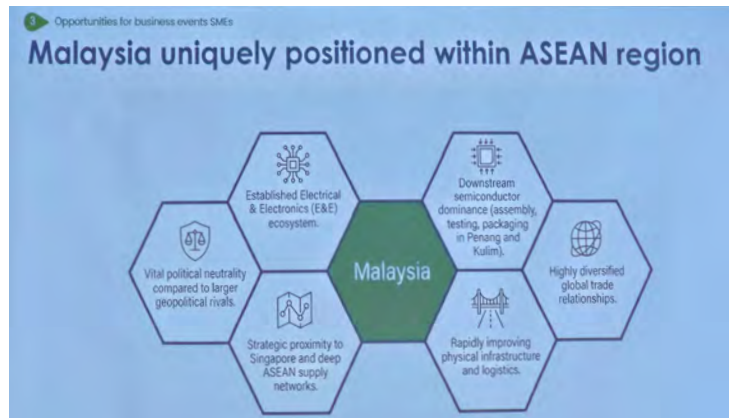 3 Opportunities for business events SMEs
Malaysia uniquely positioned within ASEAN region
Established Electrical
& Electronics (E&E)
ecosystem.
Downstream
semiconductor
dominance (assembly,
testing, packaging
in Penang and
Kulim).
Vital political neutrality
compared to larger
geopolitical rivals.
Malaysia
Highly diversified
global trade
relationships.
Strategic proximity to
Singapore and deep
ASEAN supply
networks.
Rapidly improving
physical infrastructure
and logistics.